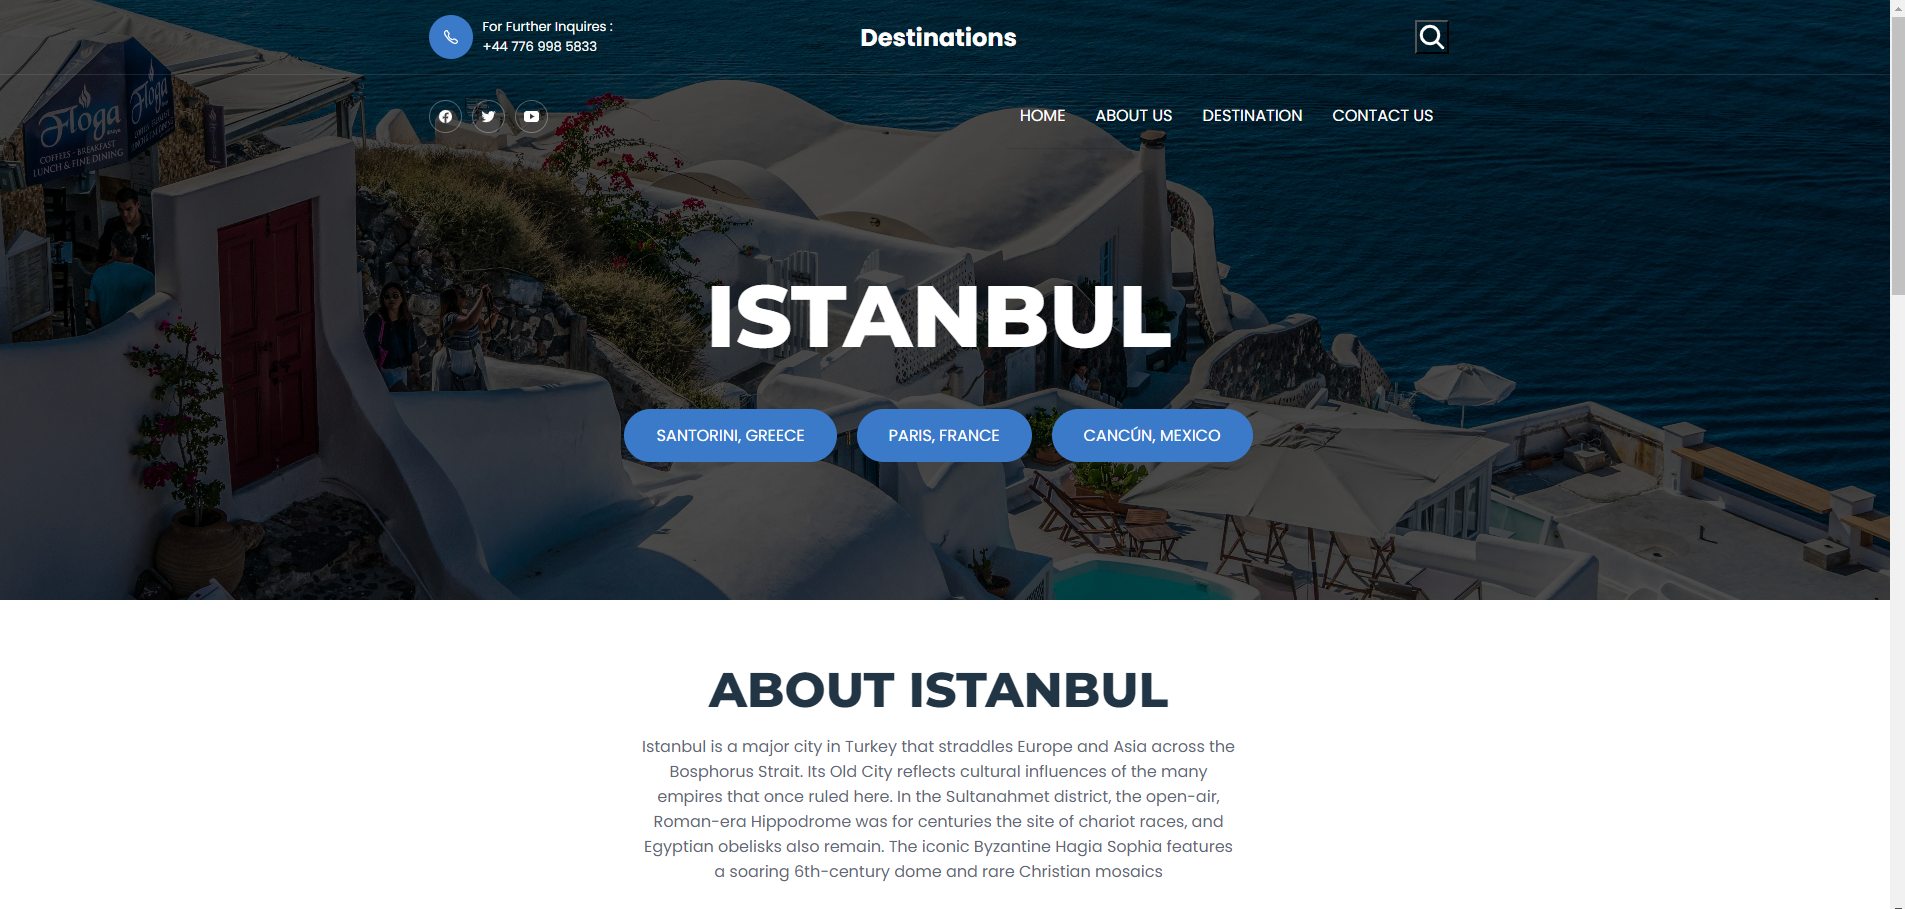 For Further Inquires :
+44 776 998 5833
Destinations
HOME ABOUT US DESTINATION CONTACT US
Floga
COFFEES - BREAKFAST
LUNCH & FINE DINING
Floga
ISTANBUL
SANTORINI, GREECE PARIS, FRANCE CANCÚN, MEXICO
ABOUT ISTANBUL
Istanbul is a major city in Turkey that straddles Europe and Asia across the
Bosphorus Strait. Its Old City reflects cultural influences of the many
empires that once ruled here. In the Sultanahmet district, the open-air,
Roman-era Hippodrome was for centuries the site of chariot races, and
Egyptian obelisks also remain. The iconic Byzantine Hagia Sophia features
a soaring 6th-century dome and rare Christian mosaics